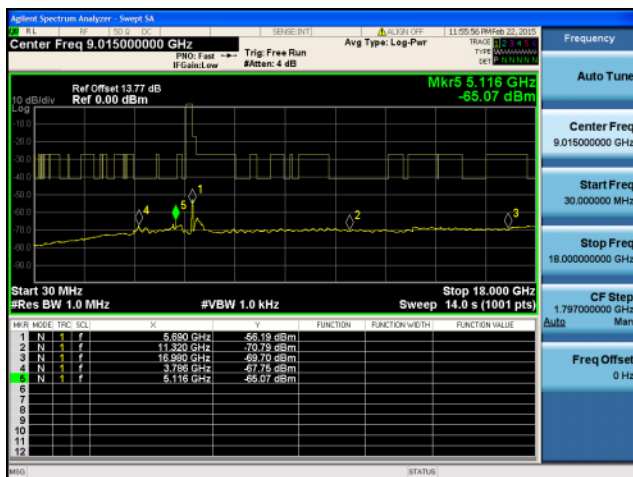 Agilent Spectrum Analyzer - Swept SA
RL RF 50 Ω DC SENSE:INT ALIGN OFF 11:55:56 PM Feb 22, 2015
Center Freq 9.015000000 GHz Avg Type: Log-Pwr TRACE 1 2 3 4 5 6
PNO: Fast Trig: Free Run TYPE
IFGain:Low #Atten: 4 dB DET P N N N N N
Mkr5 5.116 GHz
-65.07 dBm
Ref Offset 13.77 dB
10 dB/div Ref 0.00 dBm
Log
-10.0
-20.0
-30.0
-40.0
-50.0
-60.0
-70.0
-80.0
-90.0
1
2
3
4
5
Start 30 MHz Stop 18.000 GHz
#Res BW 1.0 MHz #VBW 1.0 kHz Sweep 14.0 s (1001 pts)
MKR MODE TRC SCL X Y FUNCTION FUNCTION WIDTH FUNCTION VALUE
1 N 1 f 5.690 GHz -56.19 dBm
2 N 1 f 11.320 GHz -70.79 dBm
3 N 1 f 16.980 GHz -69.70 dBm
4 N 1 f 3.786 GHz -67.75 dBm
5 N 1 f 5.116 GHz -65.07 dBm
6
7
8
9
10
11
12
MSG STATUS
Frequency
Auto Tune
Center Freq
9.015000000 GHz
Start Freq
30.000000 MHz
Stop Freq
18.000000000 GHz
CF Step
1.797000000 GHz
Auto Man
Freq Offset
0 Hz